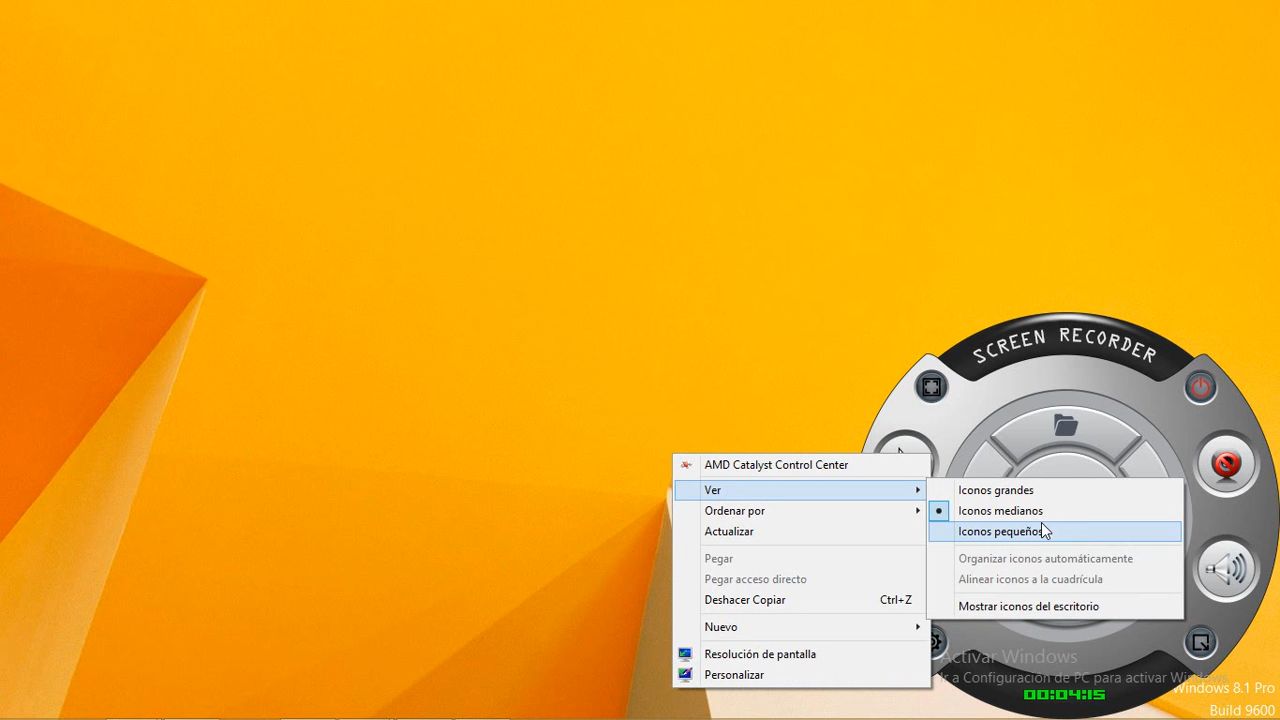 SCREEN RECORDER
AMD Catalyst Control Center
Ver
Ordenar por
Actualizar
Pegar
Pegar acceso directo
Deshacer Copiar Ctrl+Z
Nuevo
Resolución de pantalla
Personalizar
Iconos grandes
Iconos medianos
Iconos pequeños
Organizar iconos automáticamente
Alinear iconos a la cuadrícula
Mostrar iconos del escritorio
Activar Windows
Ir a Configuración de PC para activar Windows.
00:04:15
Windows 8.1 Pro
Build 9600